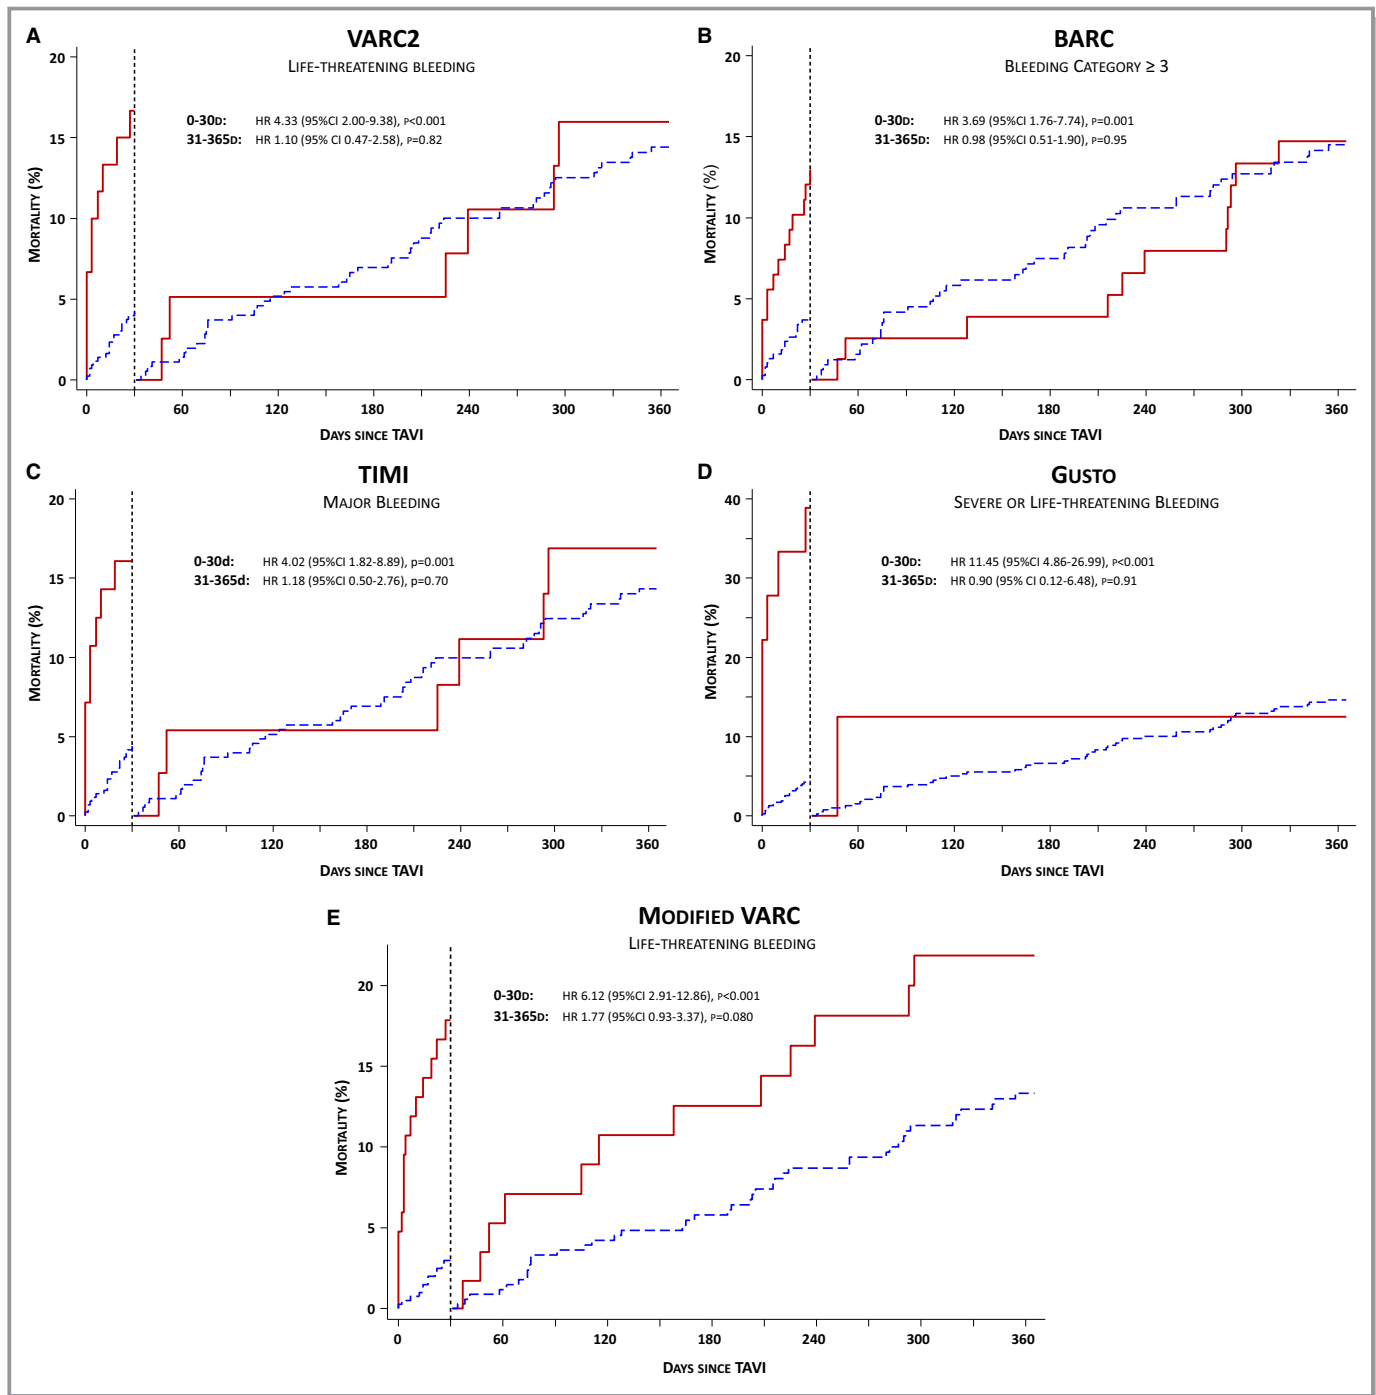 A
VARC2
Life-threatening bleeding
0-30d: HR 4.33 (95%CI 2.00-9.38), p<0.001
31-365d: HR 1.10 (95% CI 0.47-2.58), p=0.82
Mortality (%)
20
15
10
5
0
0 60 120 180 240 300 360
Days since TAVI
B
BARC
Bleeding Category ≥ 3
0-30d: HR 3.69 (95%CI 1.76-7.74), p=0.001
31-365d: HR 0.98 (95%CI 0.51-1.90), p=0.95
Mortality (%)
20
15
10
5
0
0 60 120 180 240 300 360
Days since TAVI
C
TIMI
Major Bleeding
0-30d: HR 4.02 (95%CI 1.82-8.89), p=0.001
31-365d: HR 1.18 (95%CI 0.50-2.76), p=0.70
Mortality (%)
20
15
10
5
0
0 60 120 180 240 300 360
Days since TAVI
D
Gusto
Severe or Life-threatening Bleeding
0-30d: HR 11.45 (95%CI 4.86-26.99), p<0.001
31-365d: HR 0.90 (95% CI 0.12-6.48), p=0.91
Mortality (%)
40
30
20
10
0
0 60 120 180 240 300 360
Days since TAVI
E
Modified VARC
Life-threatening bleeding
0-30d: HR 6.12 (95%CI 2.91-12.86), p<0.001
31-365d: HR 1.77 (95%CI 0.93-3.37), p=0.080
Mortality (%)
20
15
10
5
0
0 60 120 180 240 300 360
Days since TAVI